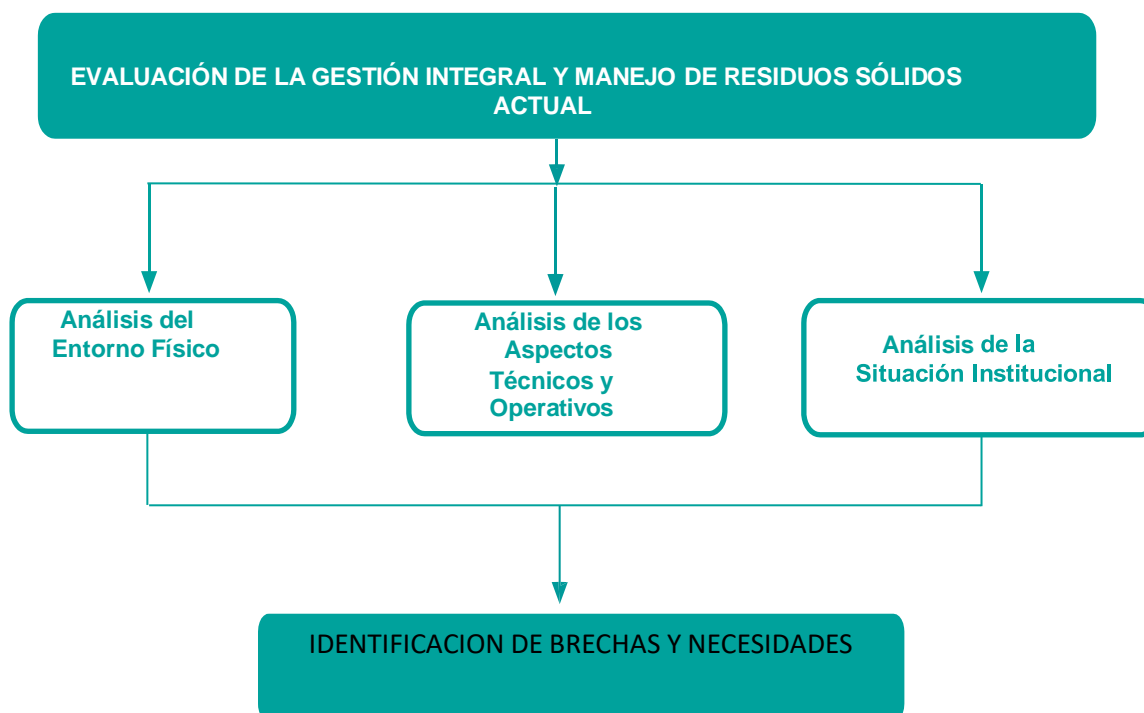 EVALUACIÓN DE LA GESTIÓN INTEGRAL Y MANEJO DE RESIDUOS SÓLIDOS
ACTUAL
Análisis del
Entorno Físico
Análisis de los
Aspectos
Técnicos y
Operativos
Análisis de la
Situación Institucional
IDENTIFICACION DE BRECHAS Y NECESIDADES